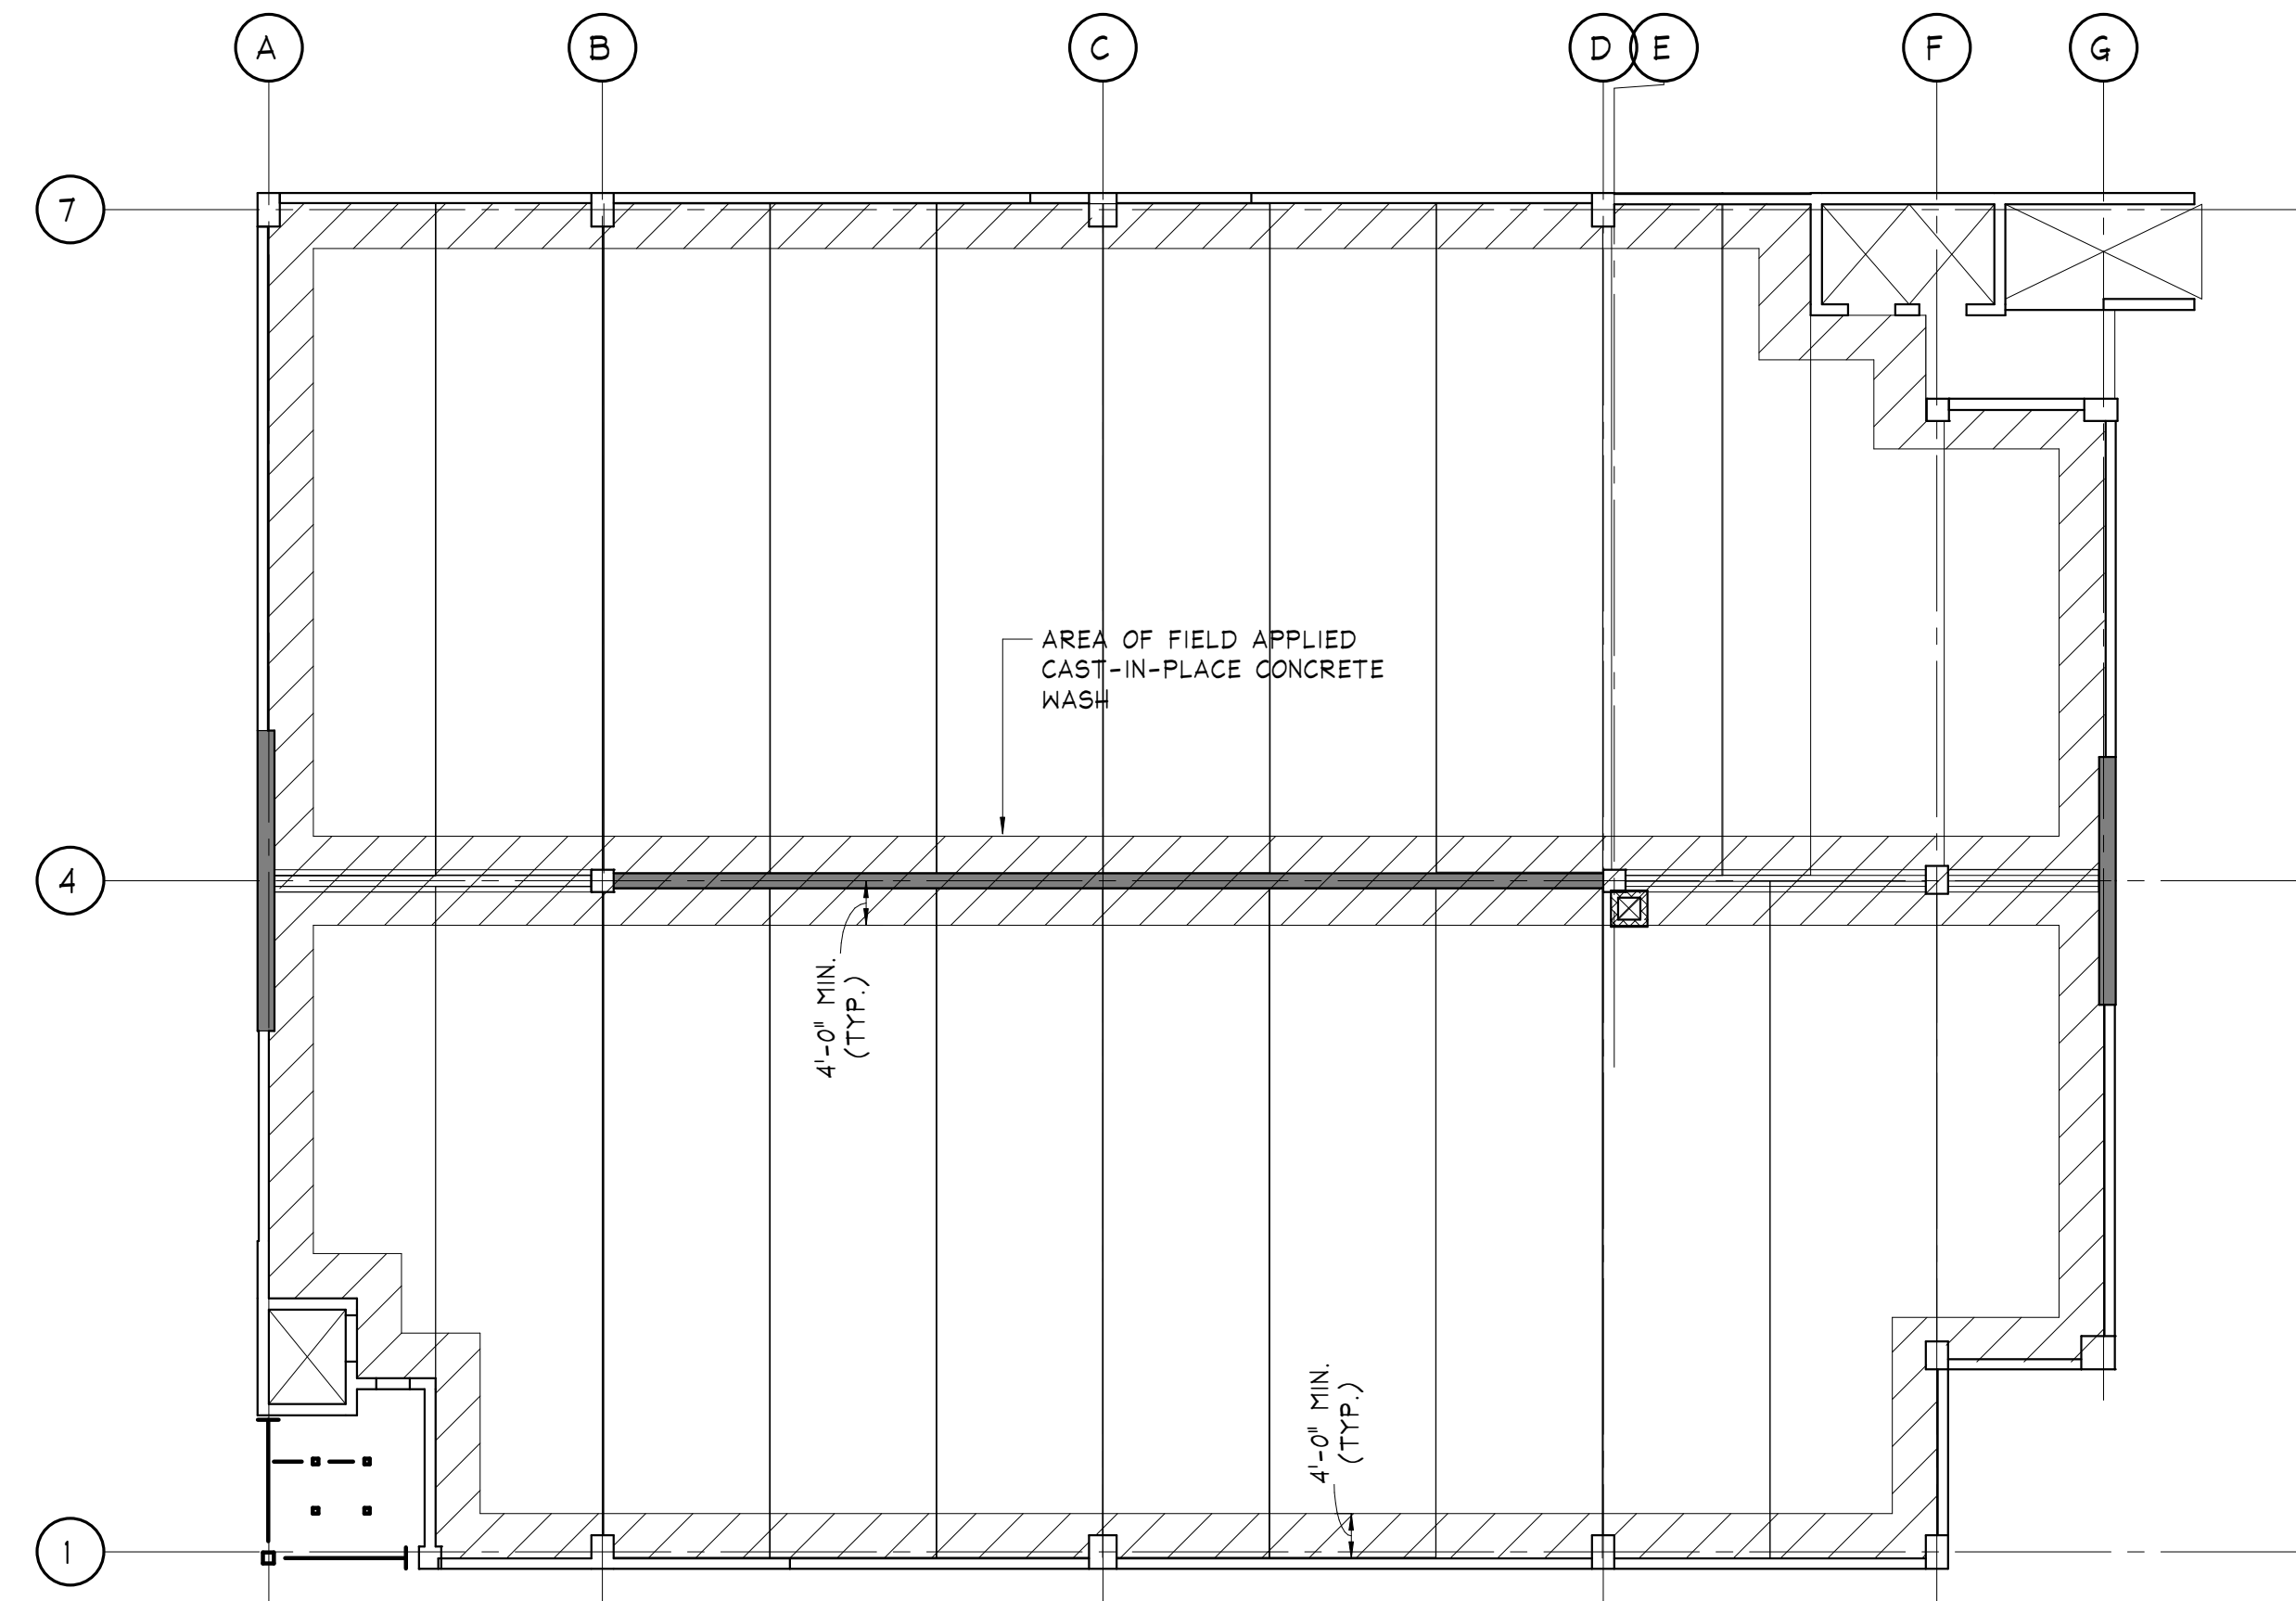 A B C D E F G
7
AREA OF FIELD APPLIED
CAST-IN-PLACE CONCRETE
WASH
4
4'-0" MIN.
(TYP.)
4'-0" MIN.
(TYP.)
1